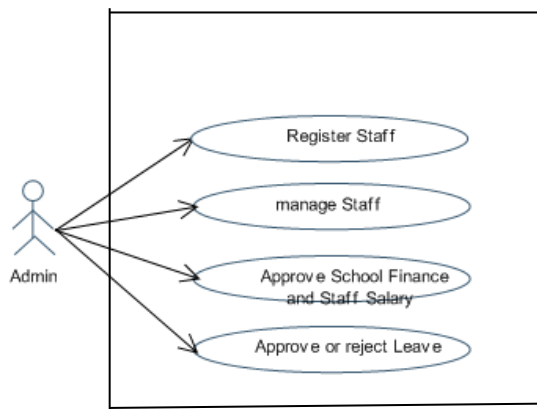 Register Staff
manage Staff
Admin
Approve School Finance
and Staff Salary
Approve or reject Leave